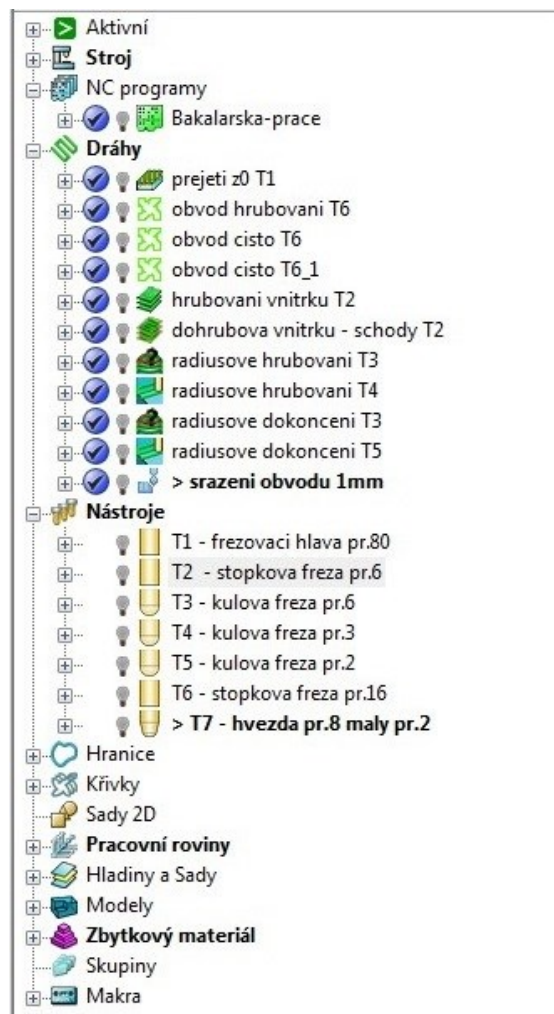 Aktivní
Stroj
NC programy
Bakalarska-prace
Dráhy
prejeti z0 T1
obvod hrubovani T6
obvod cisto T6
obvod cisto T6_1
hrubovani vnitrku T2
dohrubova vnitrku - schody T2
radiusove hrubovani T3
radiusove hrubovani T4
radiusove dokonceni T3
radiusove dokonceni T5
> srazeni obvodu 1mm
Nástroje
T1 - frezovaci hlava pr.80
T2 - stopkova freza pr.6
T3 - kulova freza pr.6
T4 - kulova freza pr.3
T5 - kulova freza pr.2
T6 - stopkova freza pr.16
> T7 - hvezda pr.8 maly pr.2
Hranice
Křivky
Sady 2D
Pracovní roviny
Hladiny a Sady
Modely
Zbytkový materiál
Skupiny
Makra